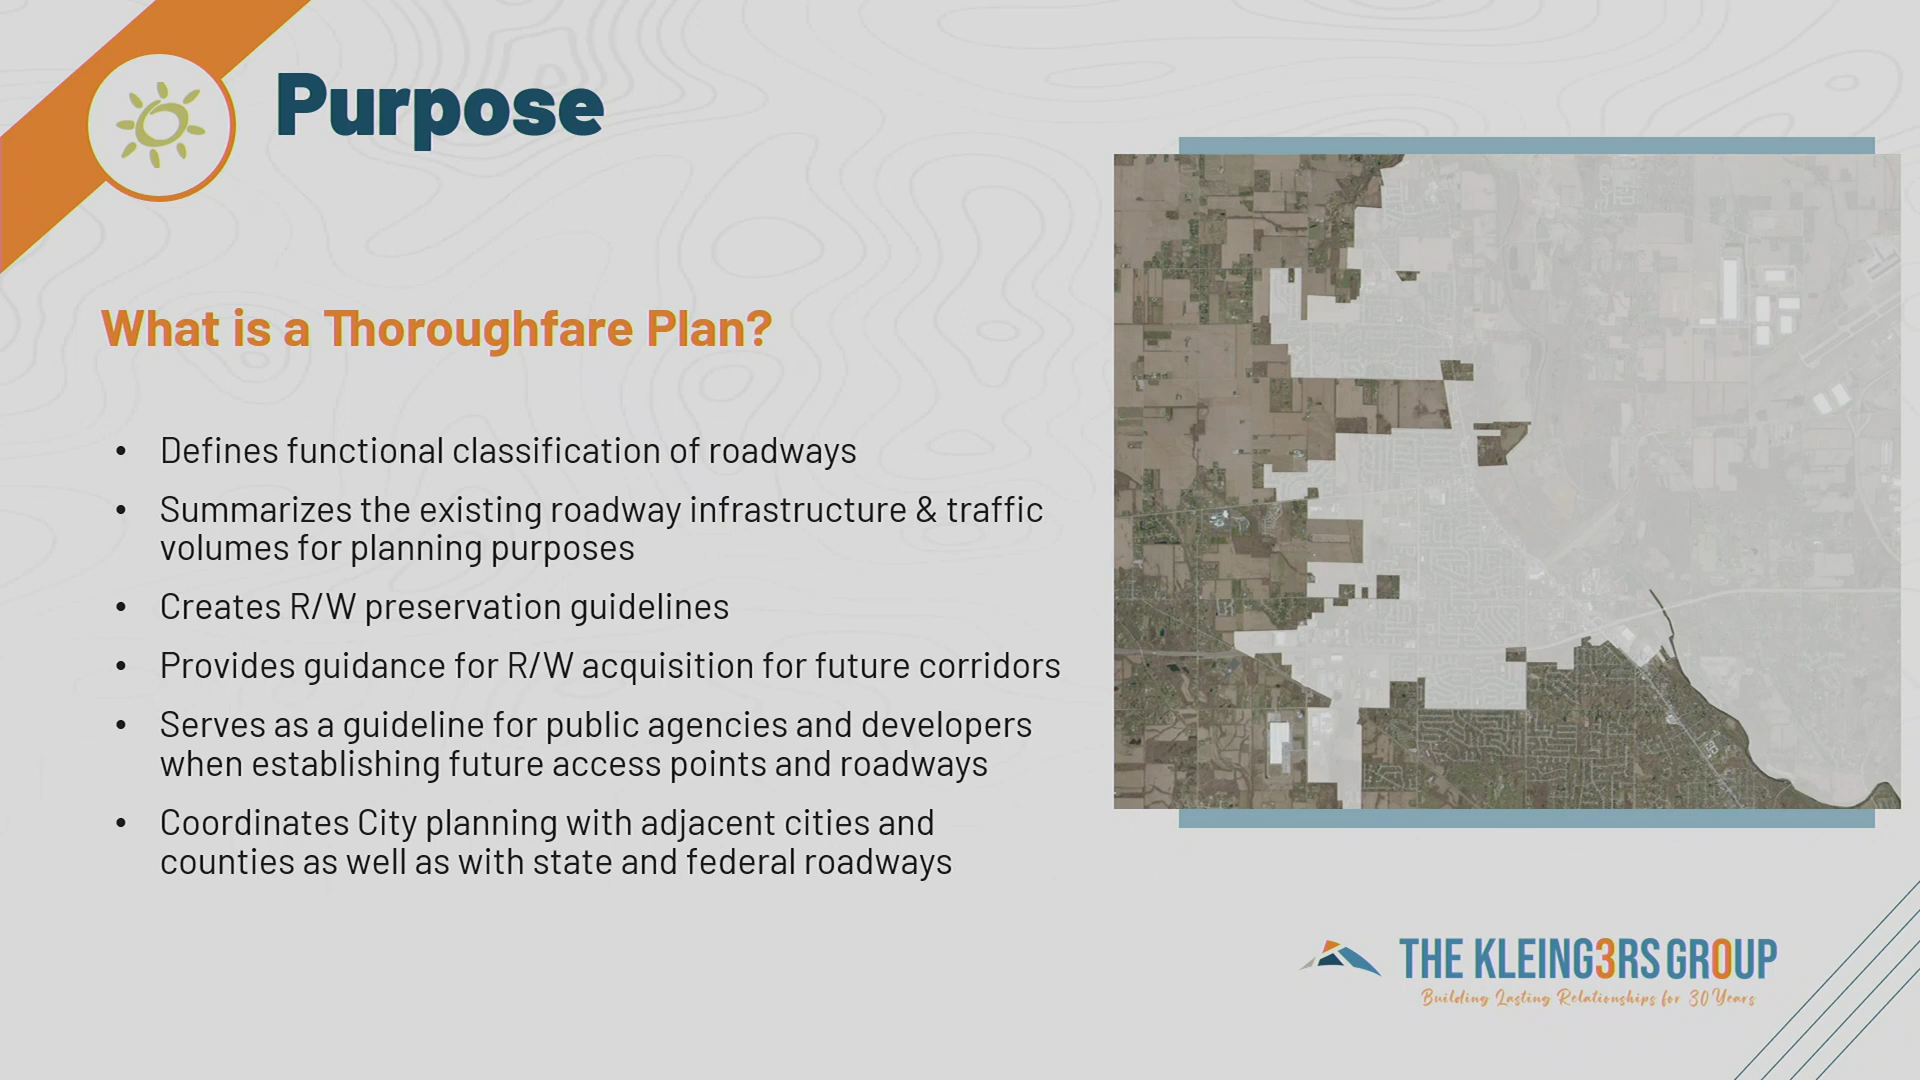 Purpose
What is a Thoroughfare Plan?
• Defines functional classification of roadways
• Summarizes the existing roadway infrastructure & traffic
volumes for planning purposes
• Creates R/W preservation guidelines
• Provides guidance for R/W acquisition for future corridors
• Serves as a guideline for public agencies and developers
when establishing future access points and roadways
• Coordinates City planning with adjacent cities and
counties as well as with state and federal roadways
THE KLEING3RS GROUP
Building Lasting Relationships for 30 Years